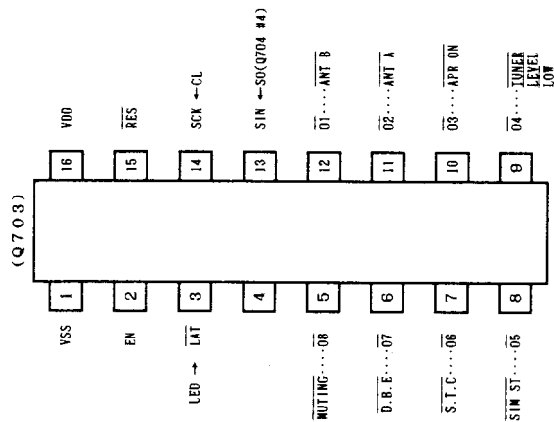 (Q703)
VSS 1 16 VDD
EN 2 15 RES
LED → LAT 3 14 SCK ←CL
4 13 SIN ←SO(Q704 #4)
MUTING····O8 5 12 O1····ANT B
D.B.E····O7 6 11 O2····ANT A
S.T.C····O6 7 10 O3····APR ON
SIM ST····O5 8 9 O4····TUNER
LEVEL
LOW